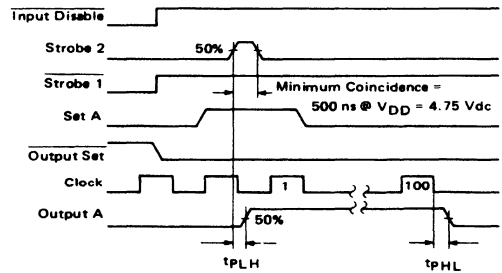 Input Disable
Strobe 2
50%
Strobe 1
Minimum Coincidence =
500 ns @ VDD = 4.75 Vdc
Set A
Output Set
Clock
1
100
Output A
50%
tPLH
tPHL